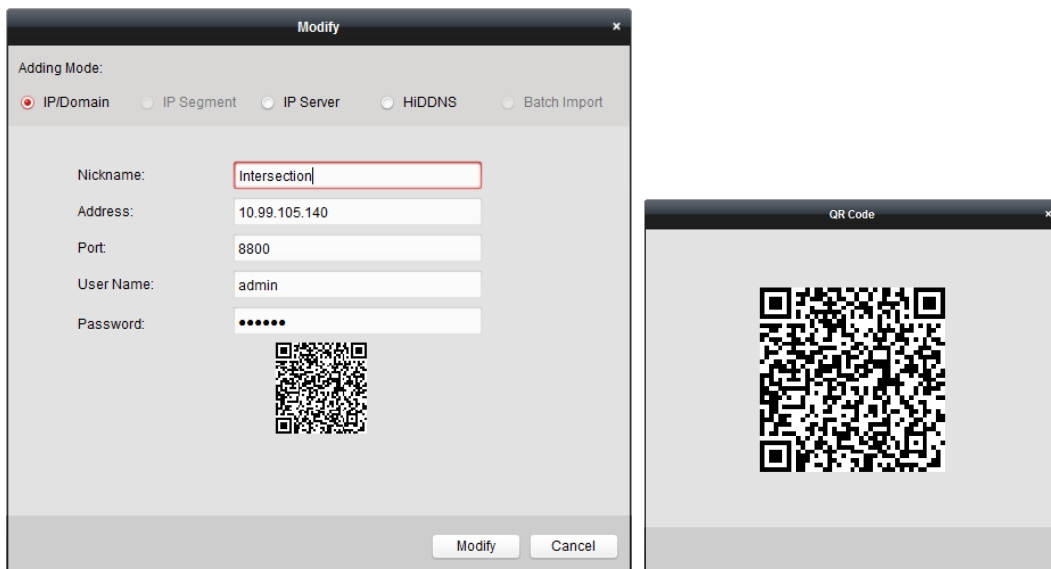 Modify
×
Adding Mode:
IP/Domain IP Segment IP Server HiDDNS Batch Import
Nickname: Intersection
Address: 10.99.105.140
Port: 8800
User Name: admin
Password: ●●●●●●
Modify Cancel
QR Code
×